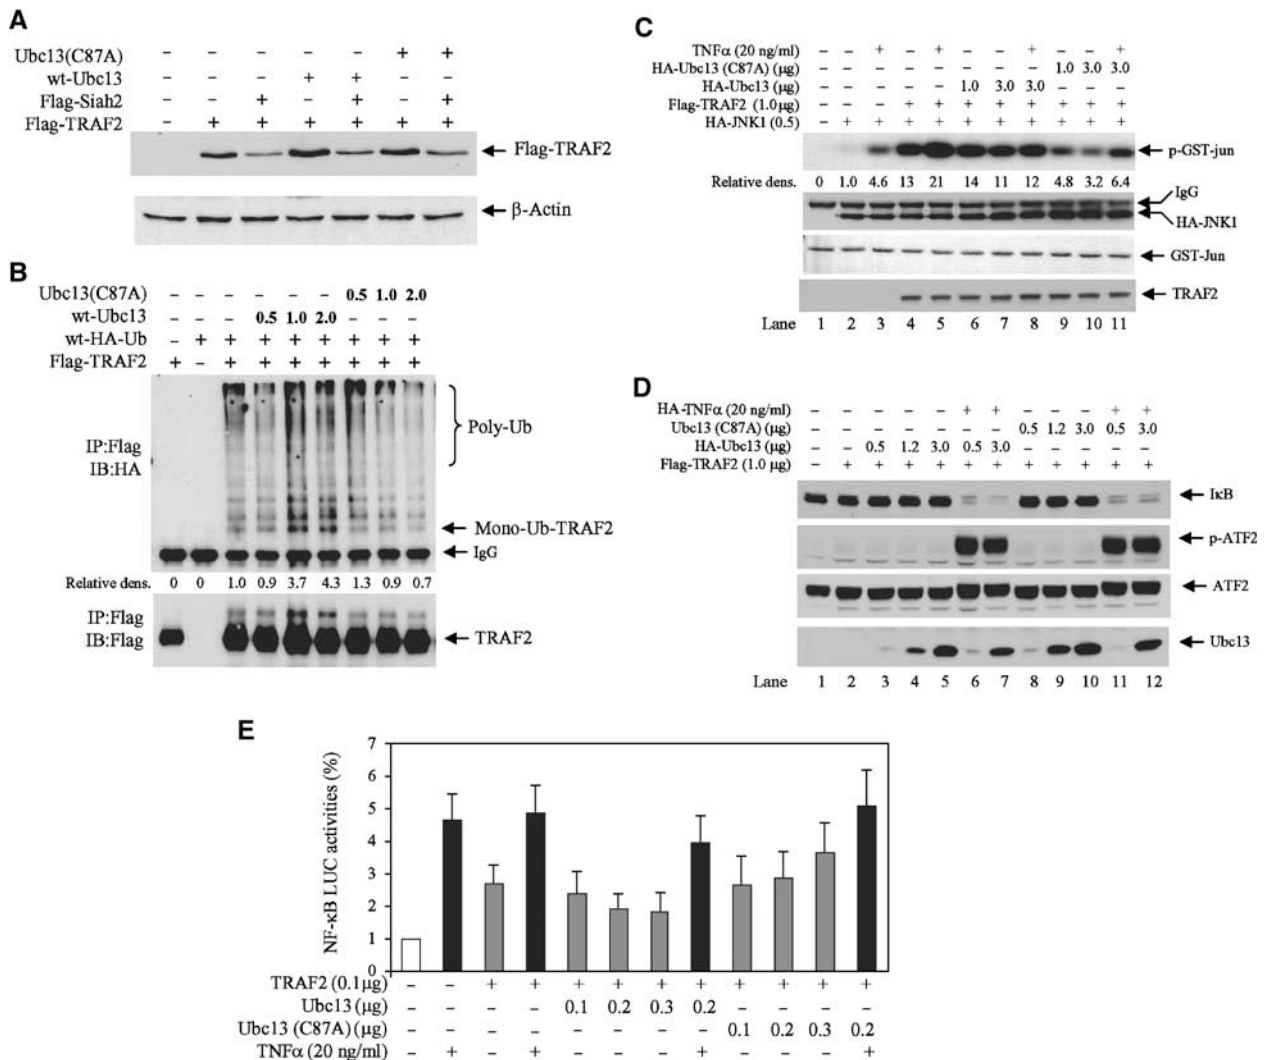 A
Ubc13(C87A) – – – – – + +
wt-Ubc13 – – – + + – –
Flag-Siah2 – – + – + – +
Flag-TRAF2 – + + + + + +
Flag-TRAF2
β-Actin
B
Ubc13(C87A) – – – – – – 0.5 1.0 2.0
wt-Ubc13 – – – 0.5 1.0 2.0 – – –
wt-HA-Ub – + + + + + + + +
Flag-TRAF2 + – + + + + + + +
IP:Flag
IB:HA
Poly-Ub
Mono-Ub-TRAF2
IgG
Relative dens. 0 0 1.0 0.9 3.7 4.3 1.3 0.9 0.7
IP:Flag
IB:Flag
TRAF2
C
TNFα (20 ng/ml) – – + – + – – + – – +
HA-Ubc13 (C87A) (μg) – – – – – – – – 1.0 3.0 3.0
HA-Ubc13 (μg) – – – – – 1.0 3.0 3.0 – – –
Flag-TRAF2 (1.0μg) – – – + + + + + + + +
HA-JNK1 (0.5) – + + + + + + + + + +
p-GST-jun
Relative dens. 0 1.0 4.6 13 21 14 11 12 4.8 3.2 6.4
IgG
HA-JNK1
GST-Jun
TRAF2
Lane 1 2 3 4 5 6 7 8 9 10 11
D
HA-TNFα (20 ng/ml) – – – – – + + – – – + +
Ubc13 (C87A) (μg) – – – – – – – 0.5 1.2 3.0 0.5 3.0
HA-Ubc13 (μg) – – 0.5 1.2 3.0 0.5 3.0 – – – – –
Flag-TRAF2 (1.0 μg) – + + + + + + + + + + +
IκB
p-ATF2
ATF2
Ubc13
Lane 1 2 3 4 5 6 7 8 9 10 11 12
E
NF-κB LUC activities (%)
7
6
5
4
3
2
1
0
TRAF2 (0.1μg) – – + + + + + + + + + +
Ubc13 (μg) – – – – 0.1 0.2 0.3 0.2 – – – –
Ubc13 (C87A) (μg) – – – – – – – – 0.1 0.2 0.3 0.2
TNFα (20 ng/ml) – + – + – – – + – – – +